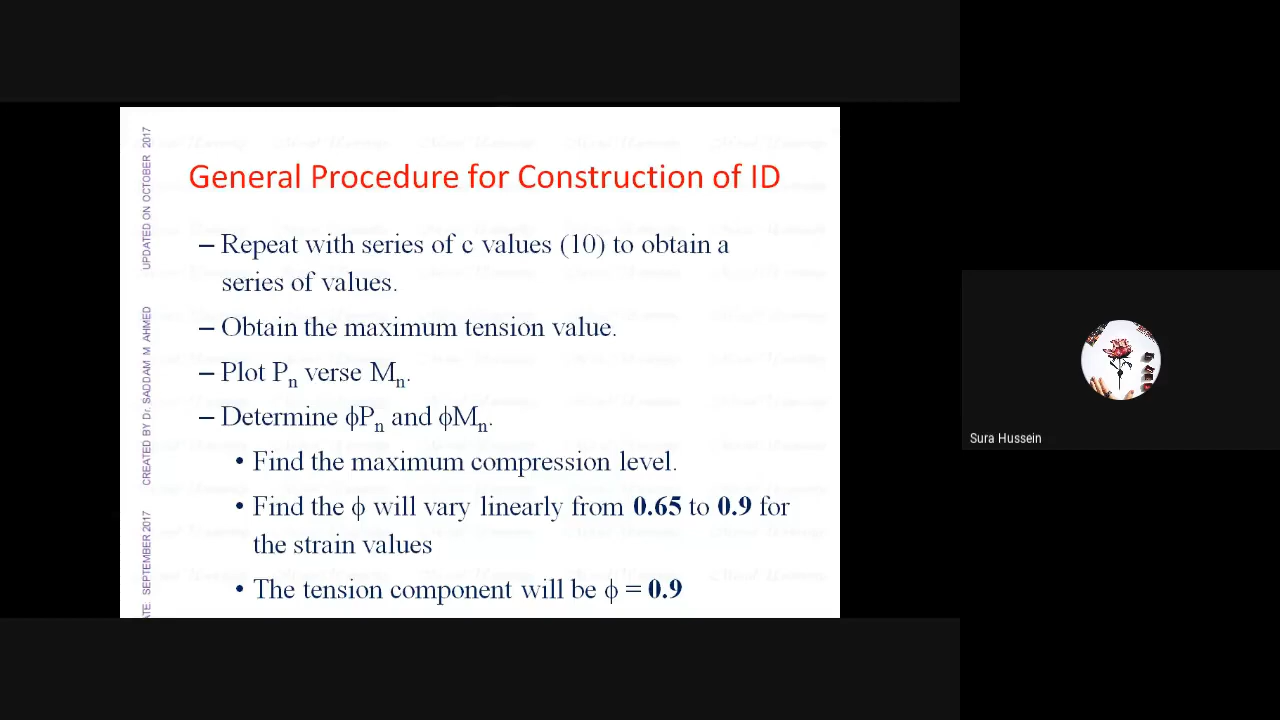 General Procedure for Construction of ID
– Repeat with series of c values (10) to obtain a
series of values.
– Obtain the maximum tension value.
– Plot Pn verse Mn.
– Determine ϕPn and ϕMn.
• Find the maximum compression level.
• Find the ϕ will vary linearly from 0.65 to 0.9 for
the strain values
• The tension component will be ϕ = 0.9
ATE. SEPTEMBER 2017 CREATED BY Dr. SADDAM M AHMED UPDATED ON OCTOBER 2017
Sura Hussein